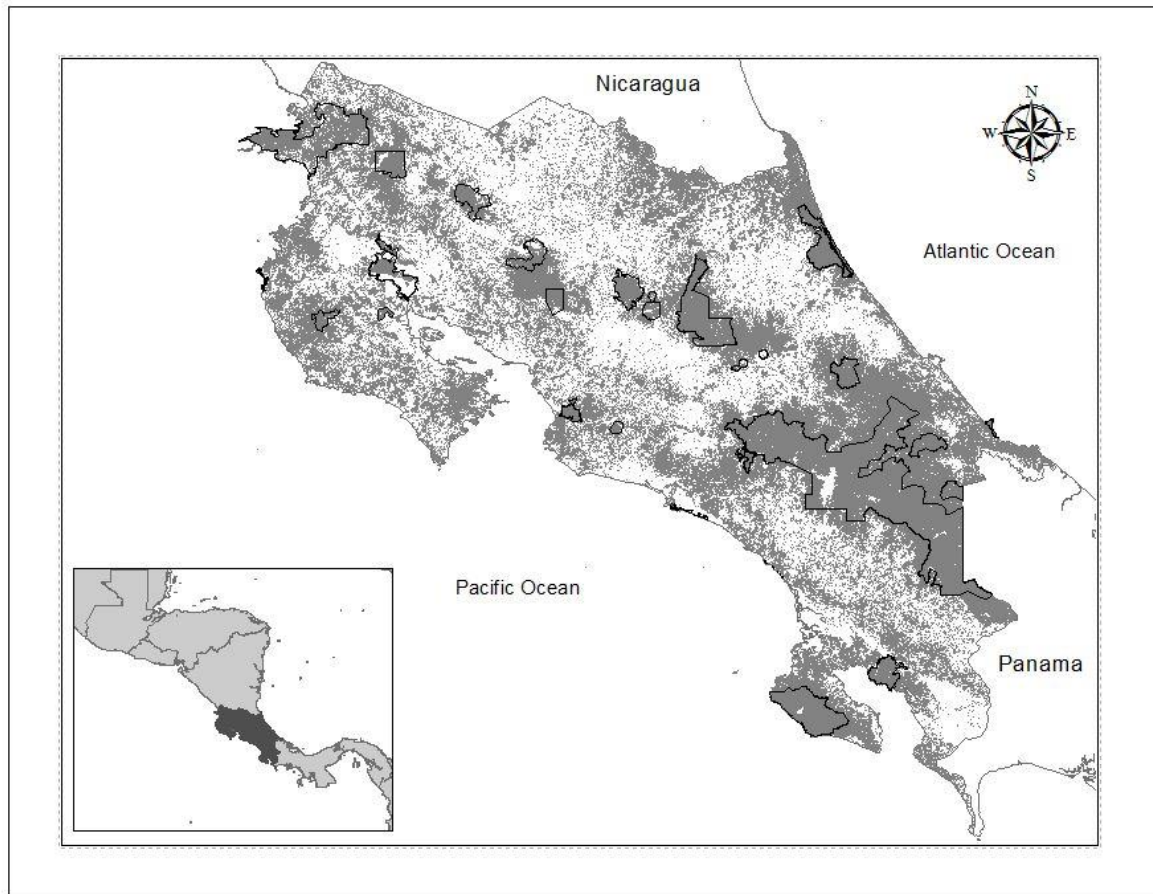 Nicaragua
N
W
E
S
Atlantic Ocean
Pacific Ocean
Panama